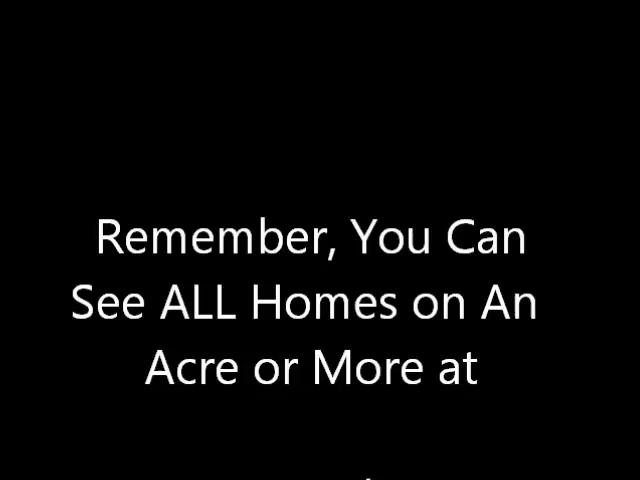 Remember, You Can
See ALL Homes on An
Acre or More at